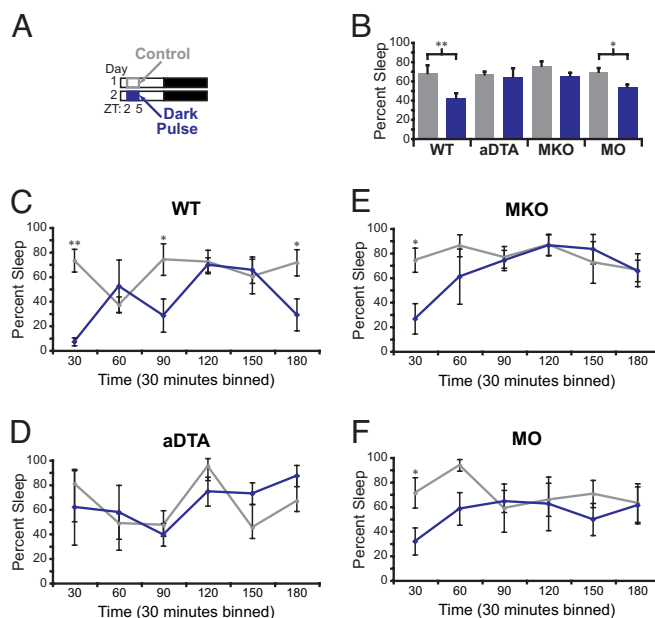 A
Control
Day
1
2
ZT: 2 5
Dark
Pulse
B
Percent Sleep
100
80
60
40
20
0
**
*
WT
aDTA
MKO
MO
C
WT
Percent Sleep
100
80
60
40
20
0
**
*
*
30 60 90 120 150 180
Time (30 minutes binned)
E
MKO
Percent Sleep
100
80
60
40
20
0
*
30 60 90 120 150 180
Time (30 minutes binned)
D
aDTA
Percent Sleep
100
80
60
40
20
0
30 60 90 120 150 180
Time (30 minutes binned)
F
MO
Percent Sleep
100
80
60
40
20
0
*
30 60 90 120 150 180
Time (30 minutes binned)